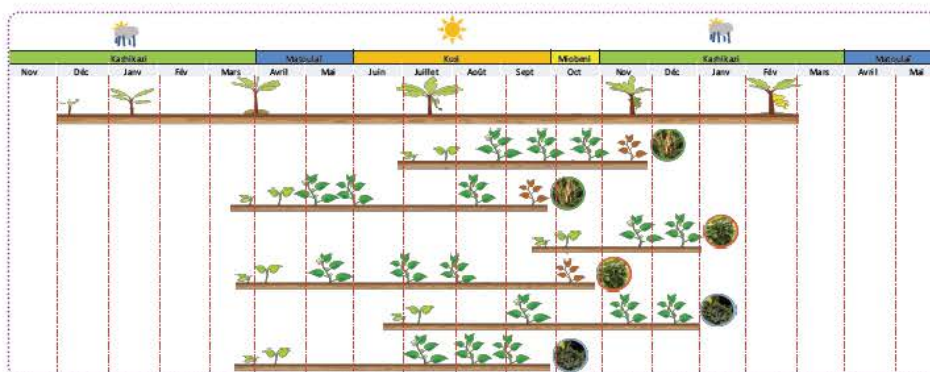 Kashikazi Matoulaï Kusi Miobeni Kashikazi Matoulaï
Nov Déc Janv Fév Mars Avril Mai Juin Juillet Août Sept Oct Nov Déc Janv Fév Mars Avril Mai